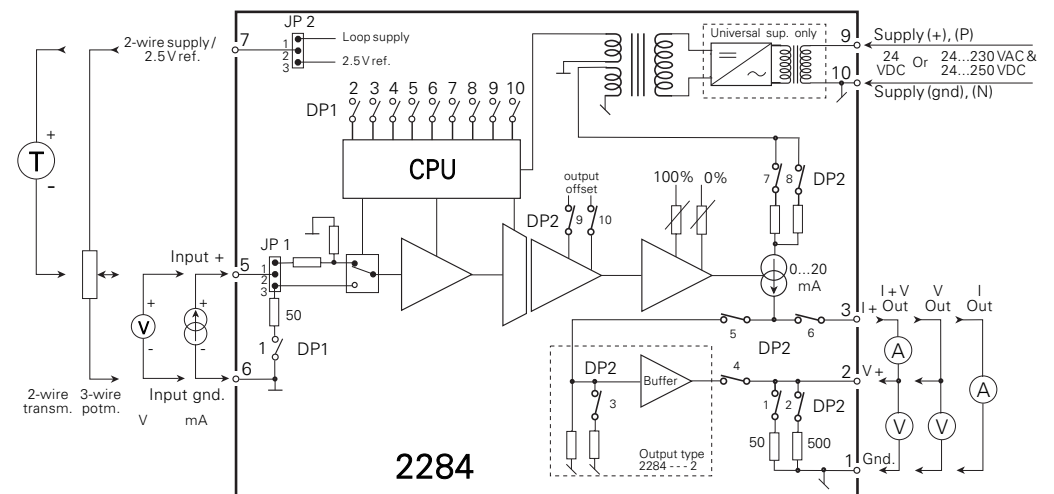 JP 2
7
2-wire supply /
2.5 V ref.
1
2
3
Loop supply
2.5 V ref.
Universal sup. only
9
Supply (+), (P)
24
VDC
Or
24...230 VAC &
24...250 VDC
10
Supply (gnd), (N)
2 3 4 5 6 7 8 9 10
DP1
CPU
T
+
-
output
offset
DP2
9
10
100%
0%
7
8
DP2
Input +
5
JP 1
1
2
3
50
1
DP1
6
Input gnd.
+
V
-
+
-
2-wire
transm.
3-wire
potm.
V
mA
0...20
mA
3
I +
I + V
Out
V
Out
I
Out
5
6
DP2
DP2
3
Buffer
4
2
V +
1
2
DP2
50
500
Output type
2284 - - - 2
1
Gnd.
A
A
V
V
2284